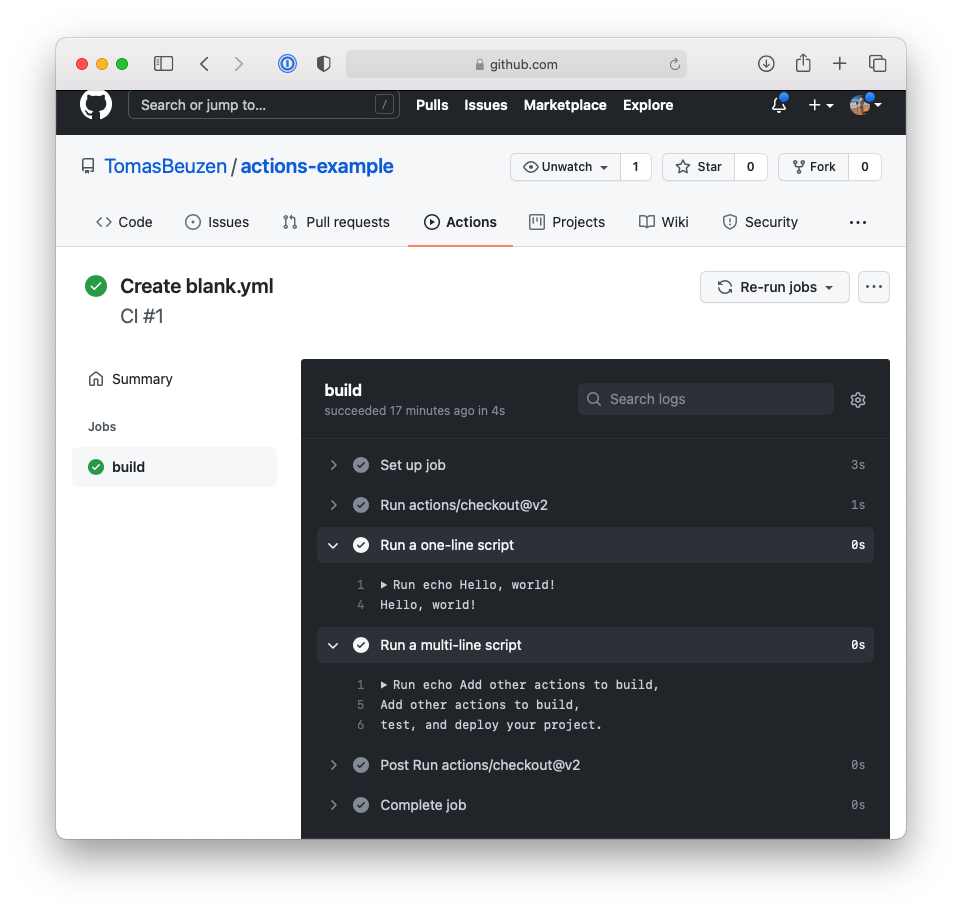 github.com
Search or jump to... / Pulls Issues Marketplace Explore
TomasBeuzen / actions-example Unwatch 1 Star 0 Fork 0
Code Issues Pull requests Actions Projects Wiki Security ...
Create blank.yml Re-run jobs ...
CI #1
Summary
Jobs
build
build
succeeded 17 minutes ago in 4s
Search logs
Set up job 3s
Run actions/checkout@v2 1s
Run a one-line script 0s
1 Run echo Hello, world!
4 Hello, world!
Run a multi-line script 0s
1 Run echo Add other actions to build,
5 Add other actions to build,
6 test, and deploy your project.
Post Run actions/checkout@v2 0s
Complete job 0s